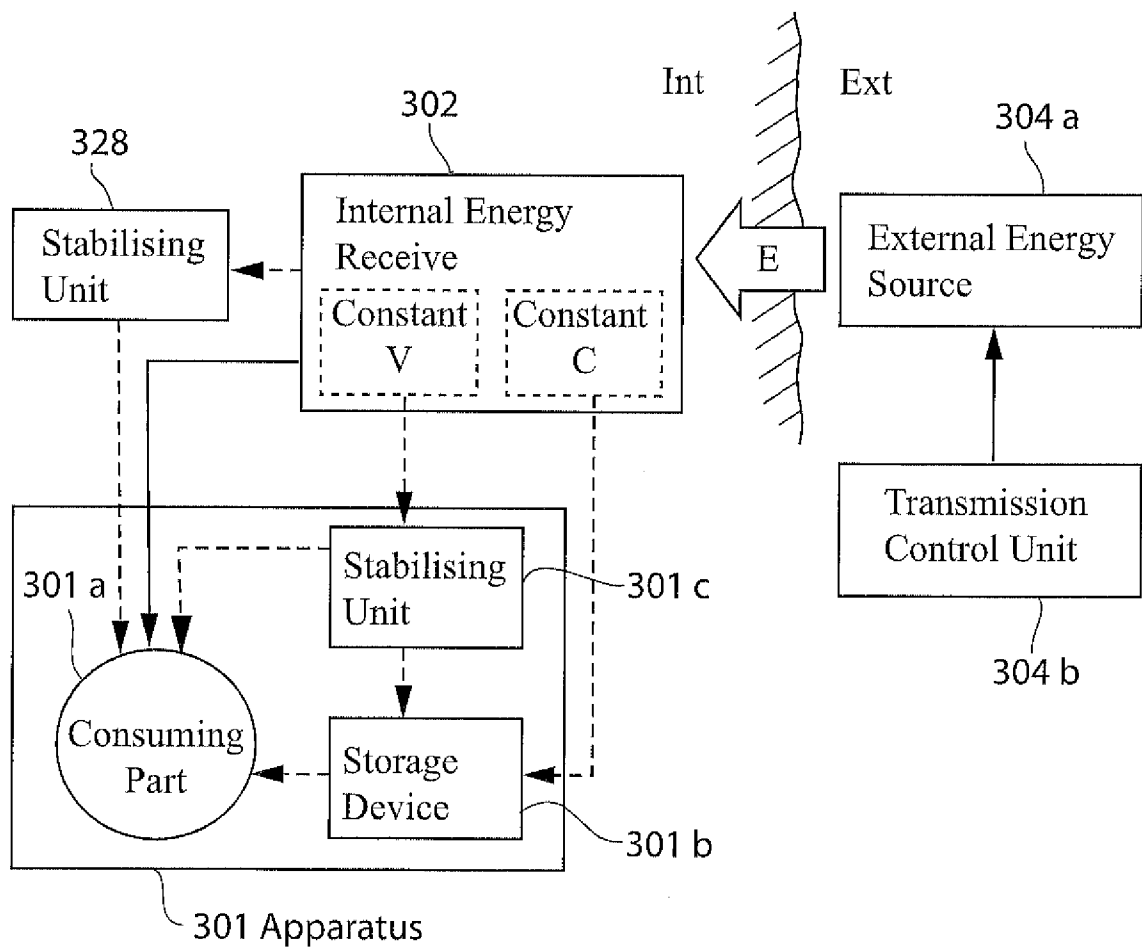 Int
Ext
302
304 a
328
Internal Energy
Receive
Stabilising
Unit
E
External Energy
Source
Constant
V
Constant
C
Transmission
Control Unit
301 a
Stabilising
Unit
301 c
304 b
Consuming
Part
Storage
Device
301 b
301 Apparatus